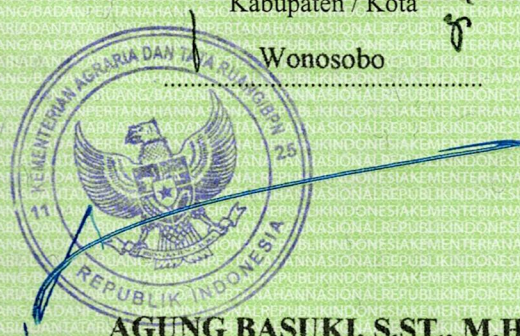 Kabupaten / Kota
Wonosobo
KEMENTERIAN AGRARIA DAN TATA RUANG/BPN
11
25
REPUBLIK INDONESIA
AGUNG BASUKI, S.ST., M.H